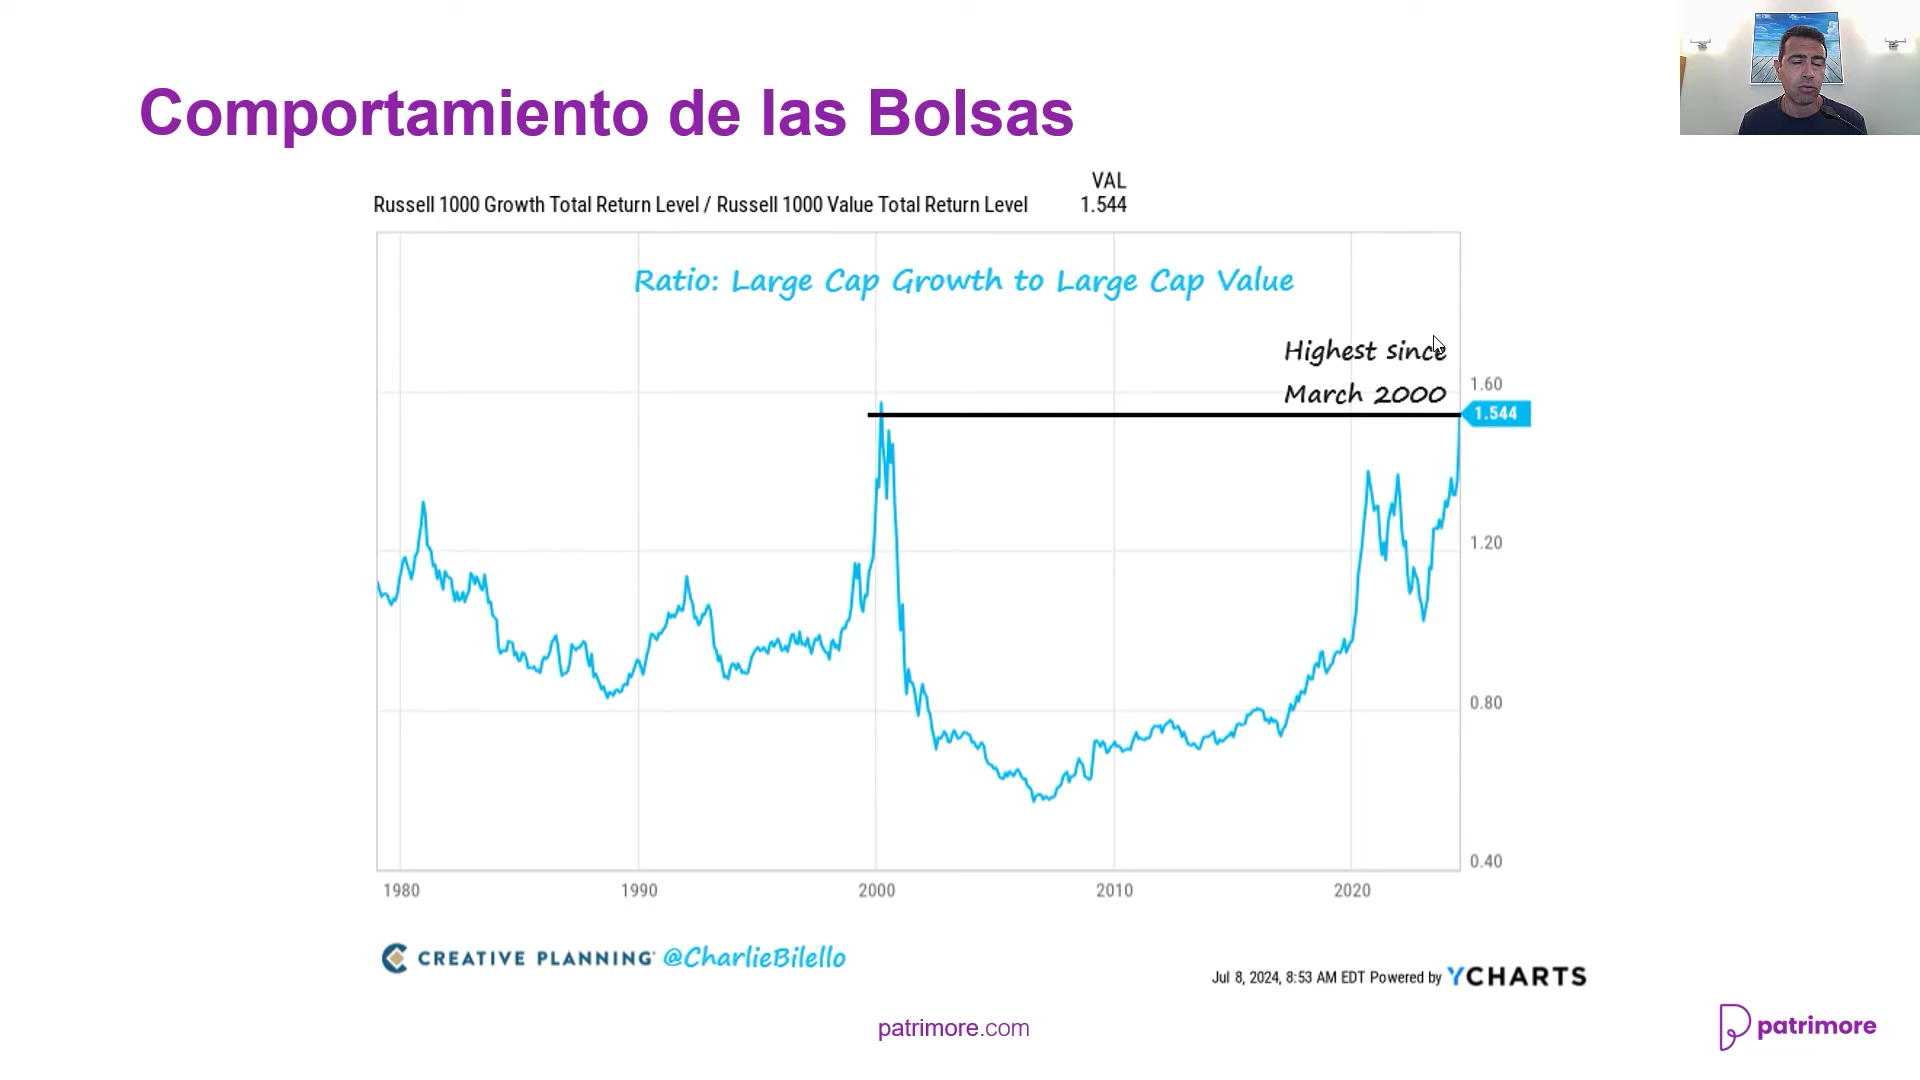 Comportamiento de las Bolsas
VAL
Russell 1000 Growth Total Return Level / Russell 1000 Value Total Return Level 1.544
Ratio: Large Cap Growth to Large Cap Value
Highest since
March 2000
1.60
1.544
1.20
0.80
0.40
1980 1990 2000 2010 2020
CREATIVE PLANNING @CharlieBilello
Jul 8, 2024, 8:53 AM EDT Powered by YCHARTS
patrimore.com
patrimore